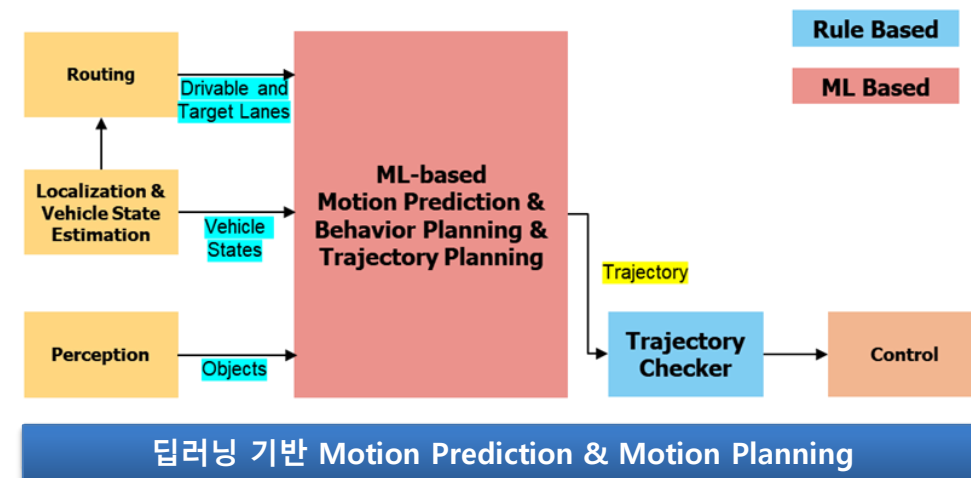 Rule Based
ML Based
Routing
Drivable and
Target Lanes
Localization &
Vehicle State
Estimation
Vehicle
States
Perception
Objects
ML-based
Motion Prediction &
Behavior Planning &
Trajectory Planning
Trajectory
Trajectory
Checker
Control
딥러닝 기반 Motion Prediction & Motion Planning